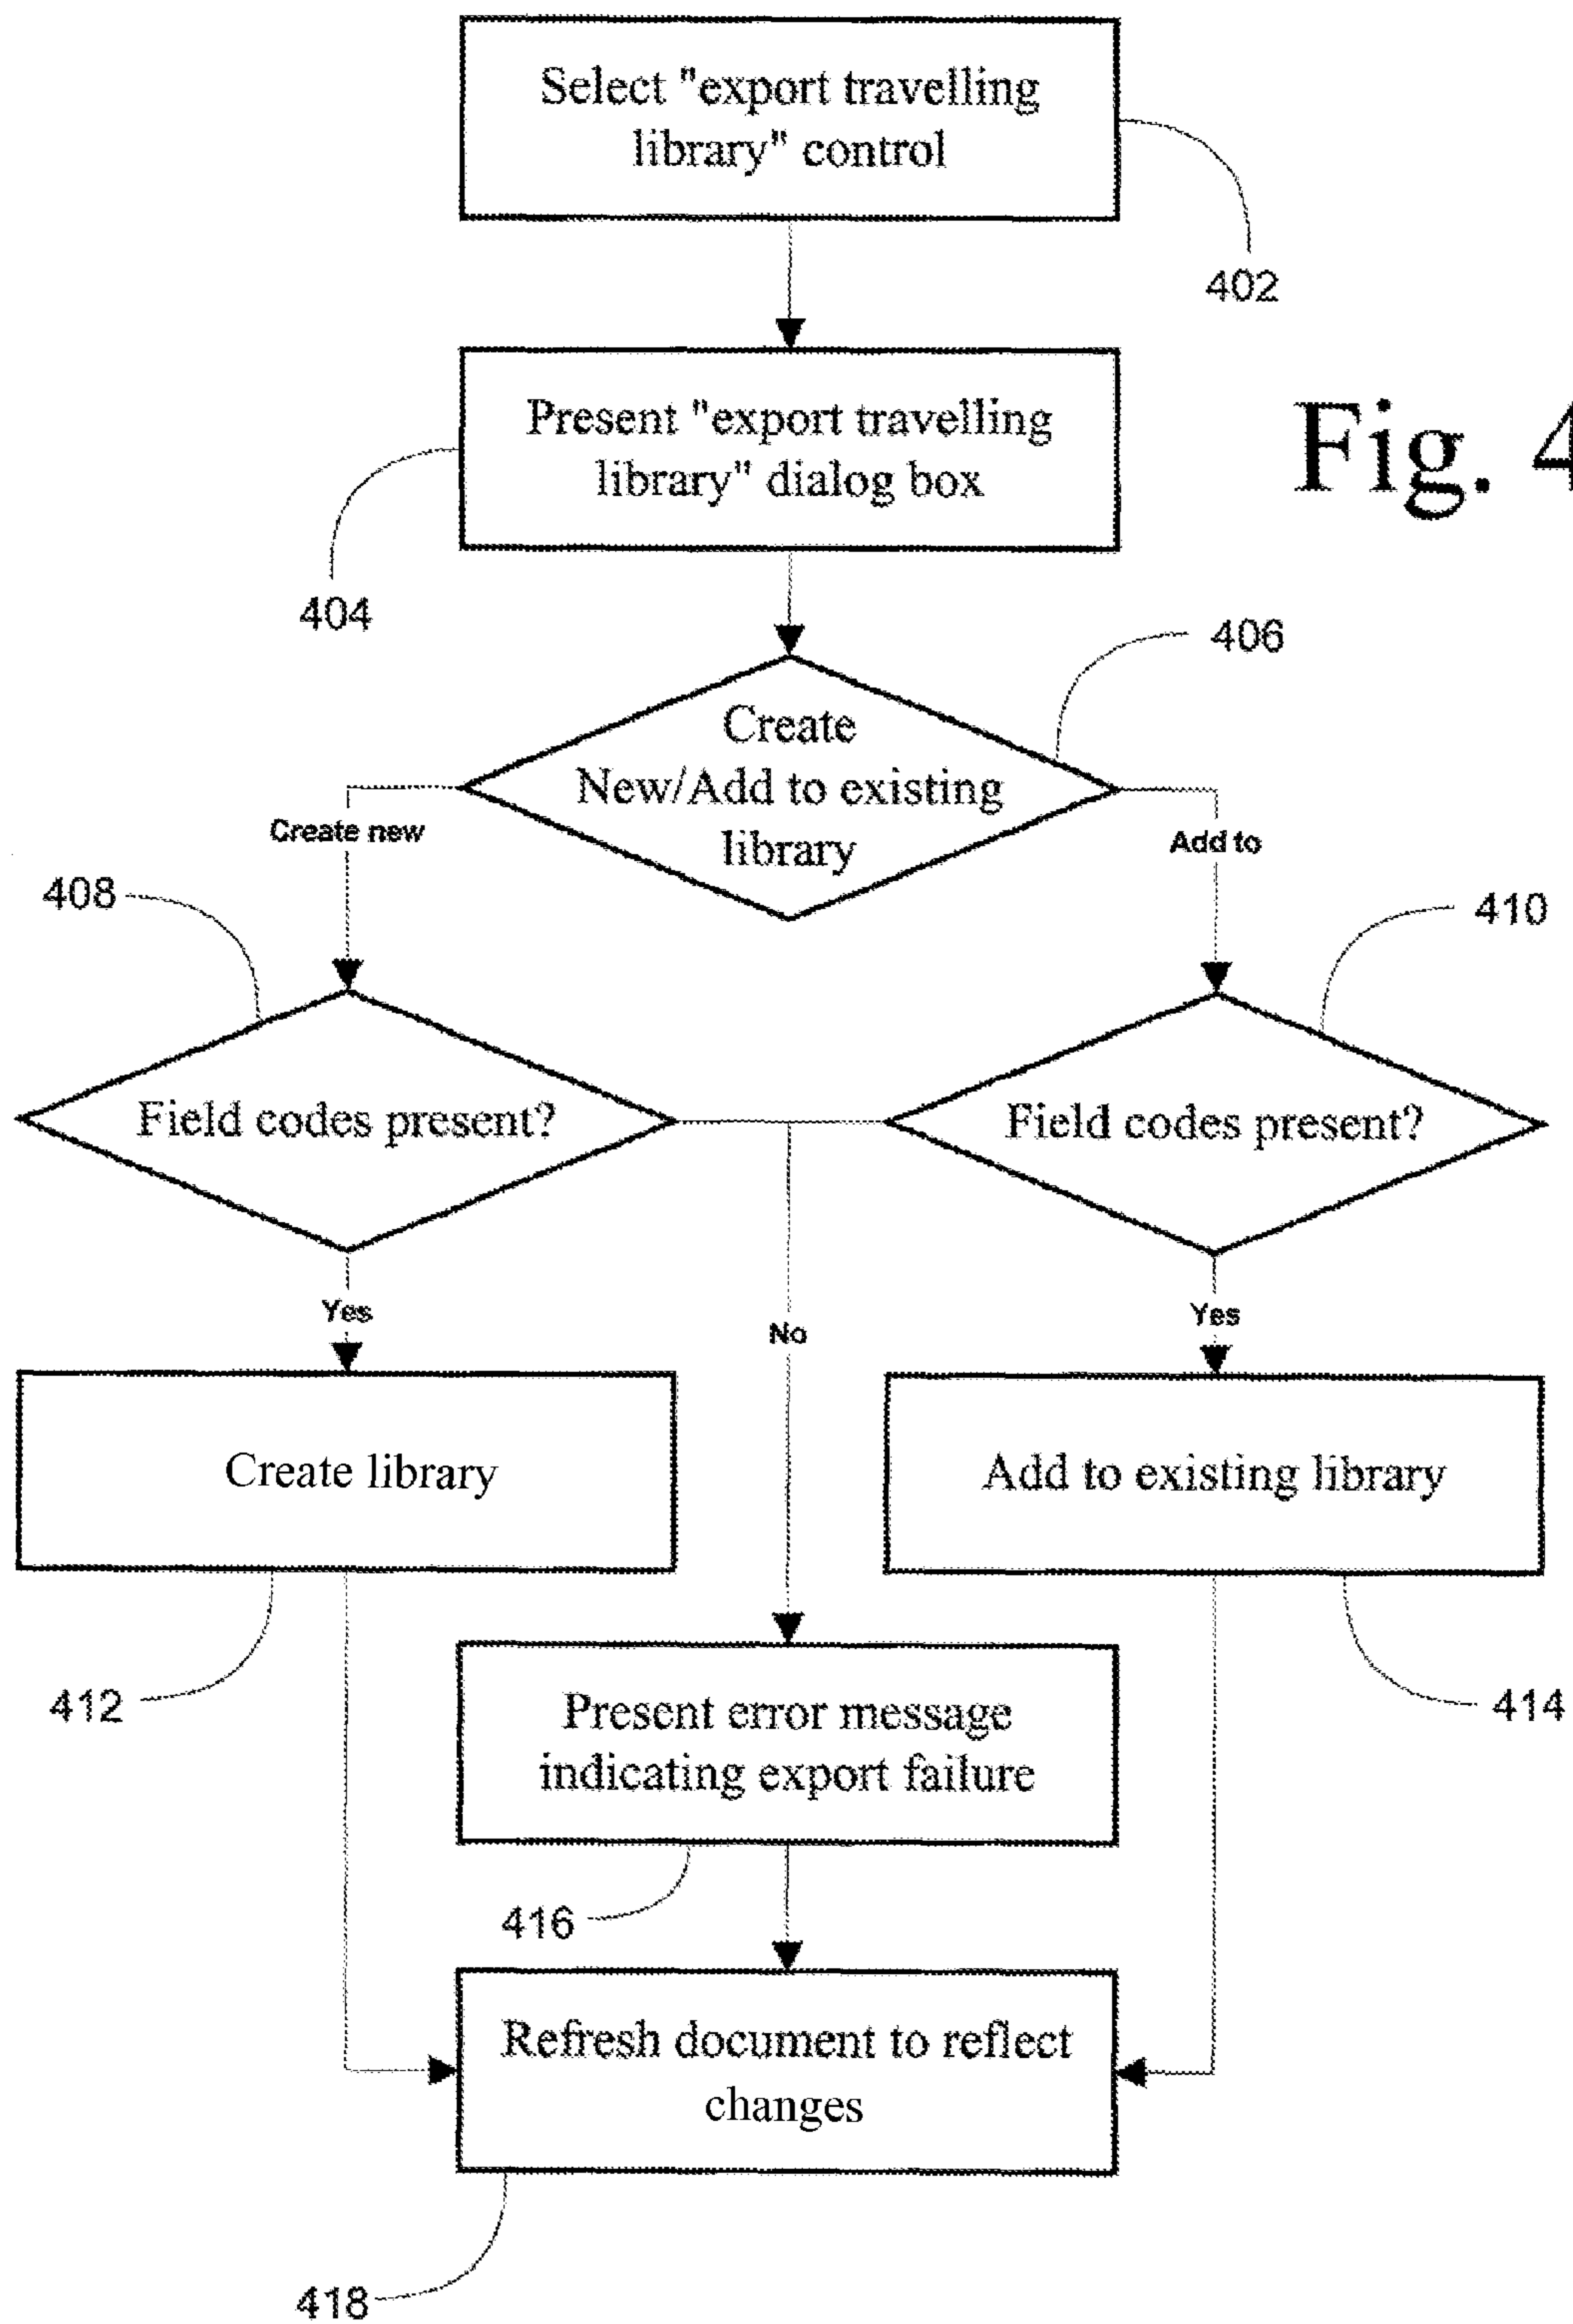 Select "export travelling
library" control
402
Present "export travelling
library" dialog box
Fig. 4
404
406
Create
New/Add to existing
library
Create new
Add to
408
410
Field codes present?
Field codes present?
Yes
No
Yes
Create library
Add to existing library
412
414
Present error message
indicating export failure
416
Refresh document to reflect
changes
418